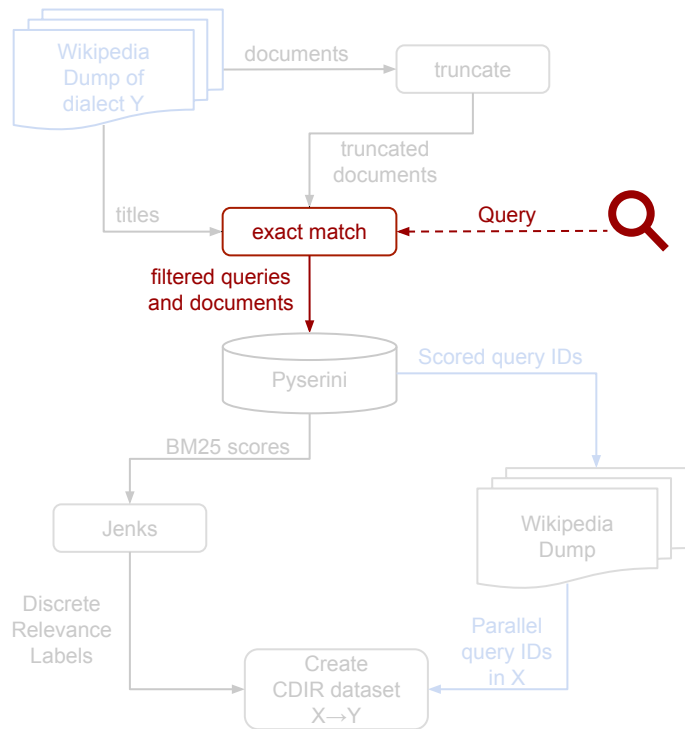 Wikipedia
Dump of
dialect Y
documents
truncate
truncated
documents
titles
exact match
Query
filtered queries
and documents
Pyserini
Scored query IDs
BM25 scores
Jenks
Wikipedia
Dump
Discrete
Relevance
Labels
Parallel
query IDs
in X
Create
CDIR dataset
X→Y